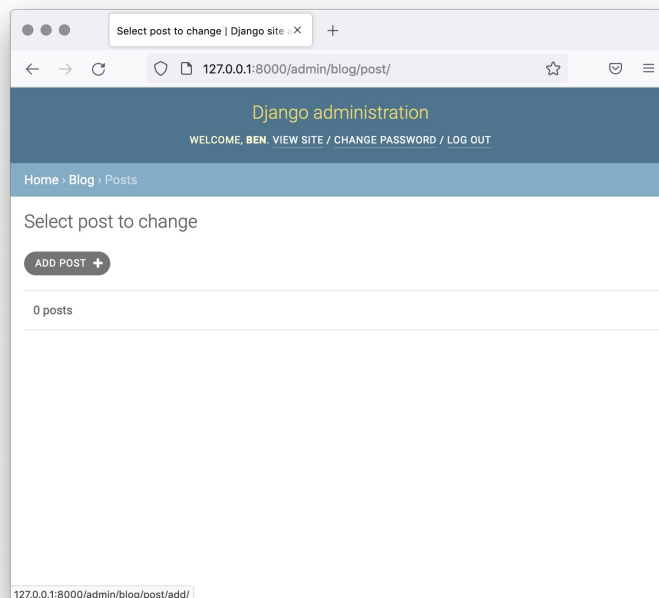 Select post to change | Django site a
127.0.0.1:8000/admin/blog/post/
Django administration
WELCOME, BEN. VIEW SITE / CHANGE PASSWORD / LOG OUT
Home › Blog › Posts
Select post to change
ADD POST
0 posts
127.0.0.1:8000/admin/blog/post/add/